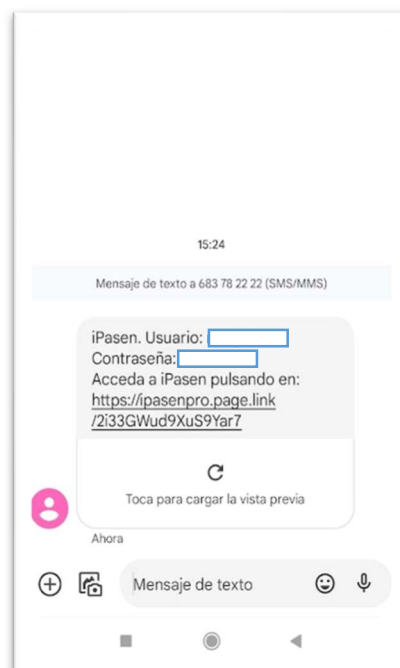 15:24
Mensaje de texto a 683 78 22 22 (SMS/MMS)
iPasen. Usuario:
Contraseña:
Acceda a iPasen pulsando en:
https://ipasenpro.page.link
/2i33GWud9XuS9Yar7
Toca para cargar la vista previa
Ahora
Mensaje de texto